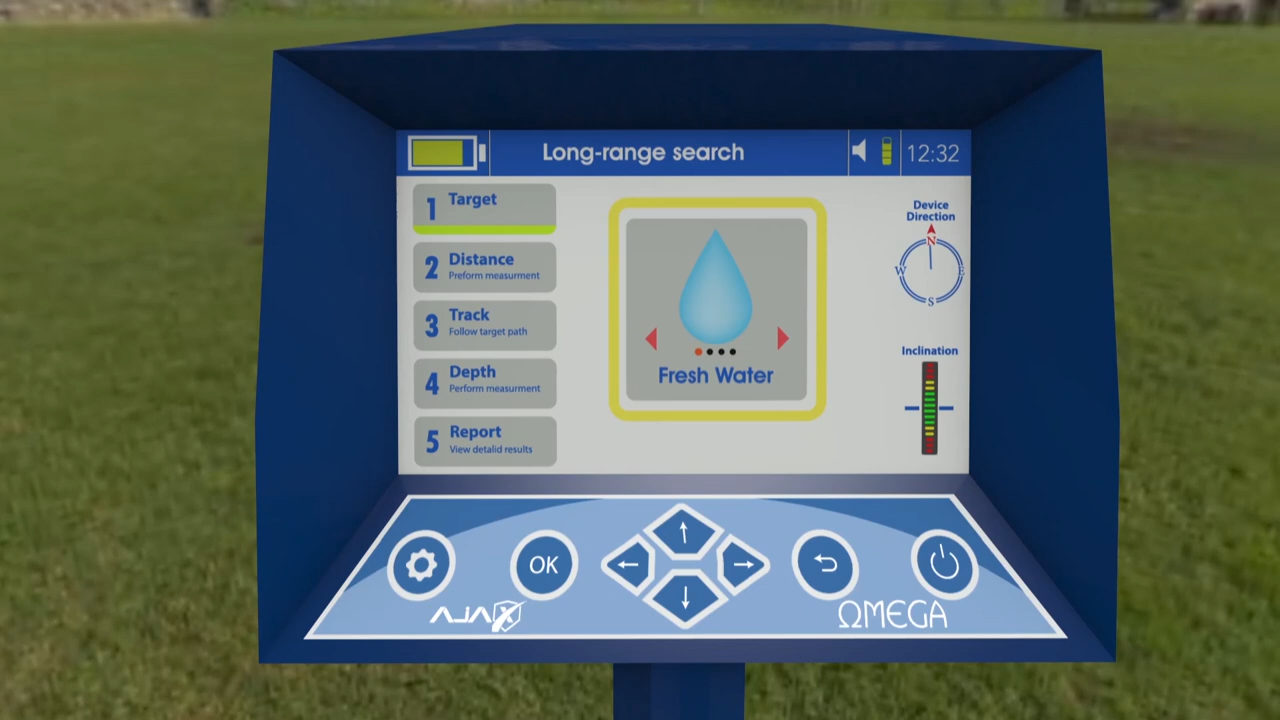 Long-range search
12:32
1 Target
2 Distance
Preform measurment
3 Track
Follow target path
4 Depth
Perform measurment
5 Report
View detalid results
Fresh Water
Device
Direction
N
W
E
S
Inclination
OK
AJAX
ΩMEGA